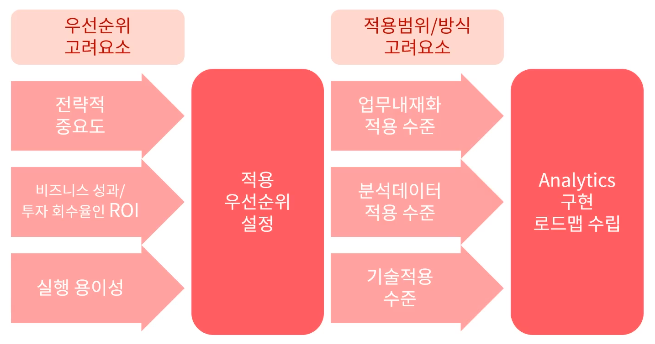 우선순위
고려요소
전략적
중요도
비즈니스 성과/
투자 회수율인 ROI
실행 용이성
적용
우선순위
설정
적용범위/방식
고려요소
업무내재화
적용 수준
분석데이터
적용 수준
기술적용
수준
Analytics
구현
로드맵 수립